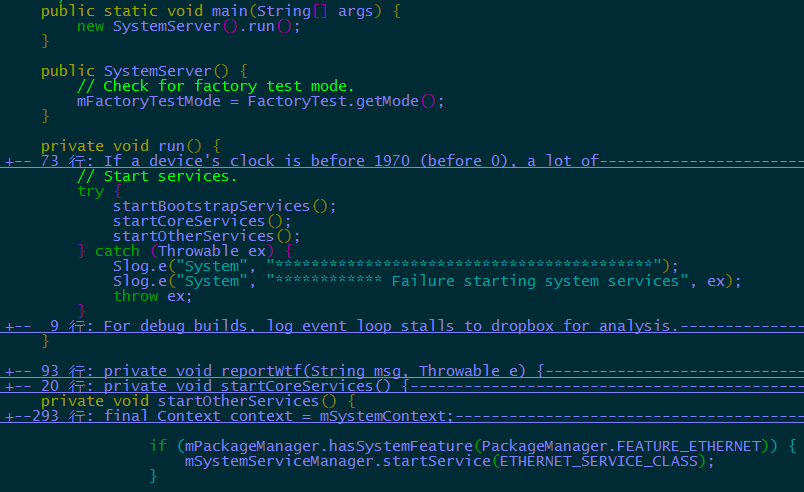 public static void main(String[] args) {
new SystemServer().run();
}
public SystemServer() {
// Check for factory test mode.
mFactoryTestMode = FactoryTest.getMode();
}
private void run() {
+-- 73 行: If a device's clock is before 1970 (before 0), a lot of-----------------------
// Start services.
try {
startBootstrapServices();
startCoreServices();
startOtherServices();
} catch (Throwable ex) {
Slog.e("System", "******************************************");
Slog.e("System", "************ Failure starting system services", ex);
throw ex;
}
+--  9 行: For debug builds, log event loop stalls to dropbox for analysis.--------------
}
+-- 93 行: private void reportWtf(String msg, Throwable e) {-----------------------------
+-- 20 行: private void startCoreServices() {--------------------------------------------
private void startOtherServices() {
+--293 行: final Context context = mSystemContext;---------------------------------------
if (mPackageManager.hasSystemFeature(PackageManager.FEATURE_ETHERNET)) {
mSystemServiceManager.startService(ETHERNET_SERVICE_CLASS);
}